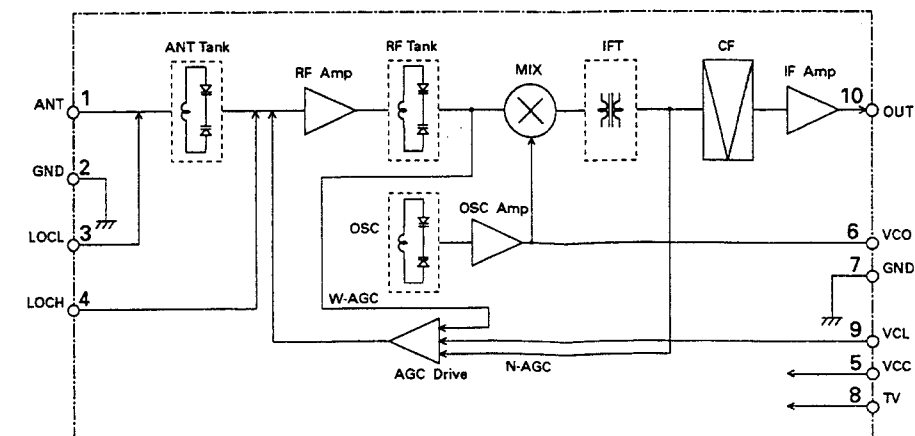 ANT Tank
RF Amp
RF Tank
MIX
IFT
CF
IF Amp
ANT 1
10 OUT
GND 2
LOCL 3
OSC
OSC Amp
6 VCO
7 GND
LOCH 4
W-AGC
9 VCL
AGC Drive
N-AGC
5 VCC
8 TV